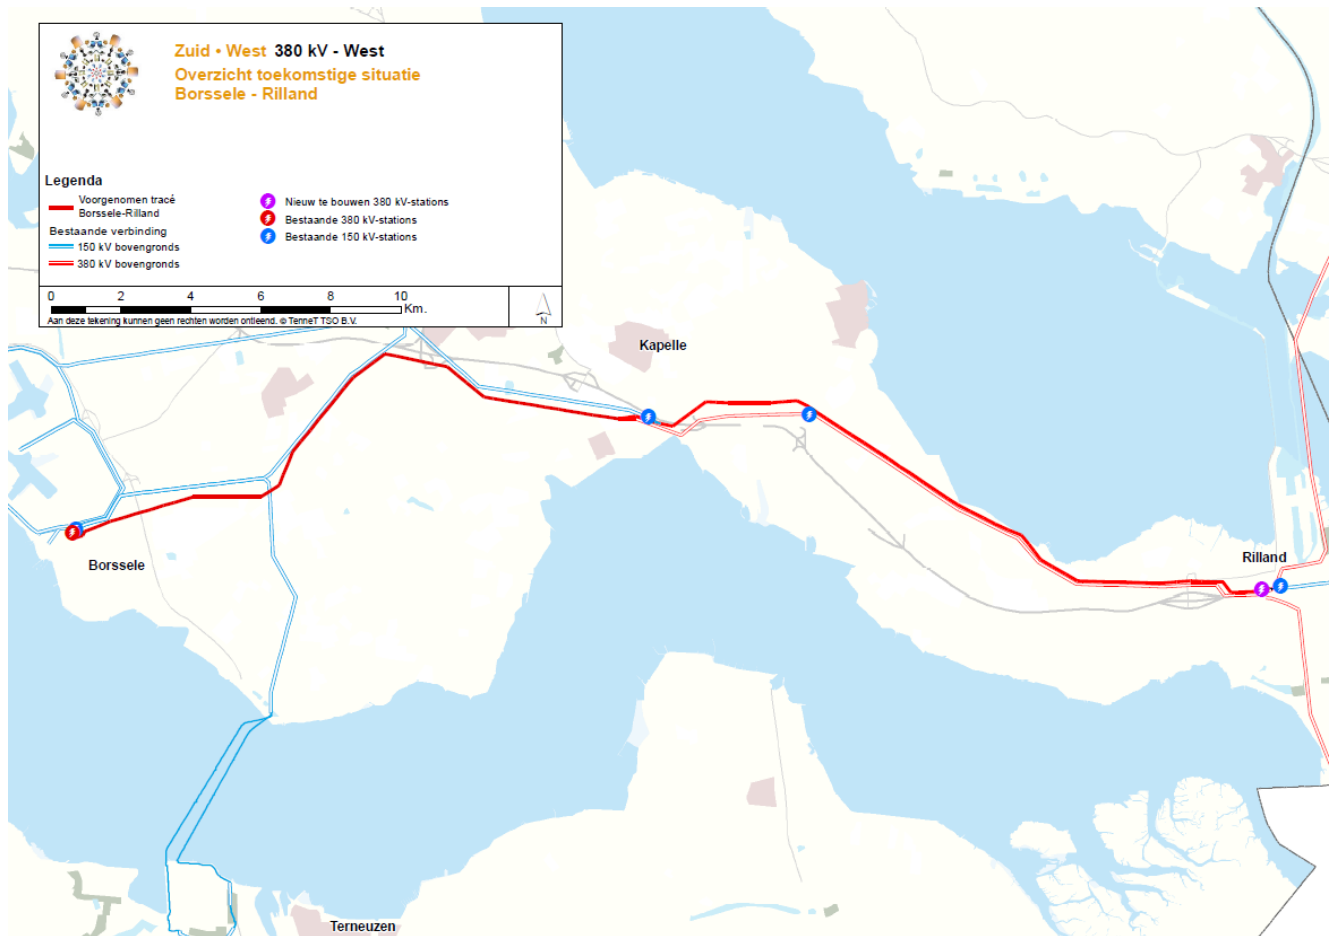 Zuid • West 380 kV - West
Overzicht toekomstige situatie
Borssele - Rilland
Legenda
Voorgenomen tracé
Borssele-Rilland
Bestaande verbinding
150 kV bovengronds
380 kV bovengronds
Nieuw te bouwen 380 kV-stations
Bestaande 380 kV-stations
Bestaande 150 kV-stations
0 2 4 6 8 10
Km.
Aan deze tekening kunnen geen rechten worden ontleend. © TenneT TSO B.V.
N
Kapelle
Borssele
Rilland
Terneuzen